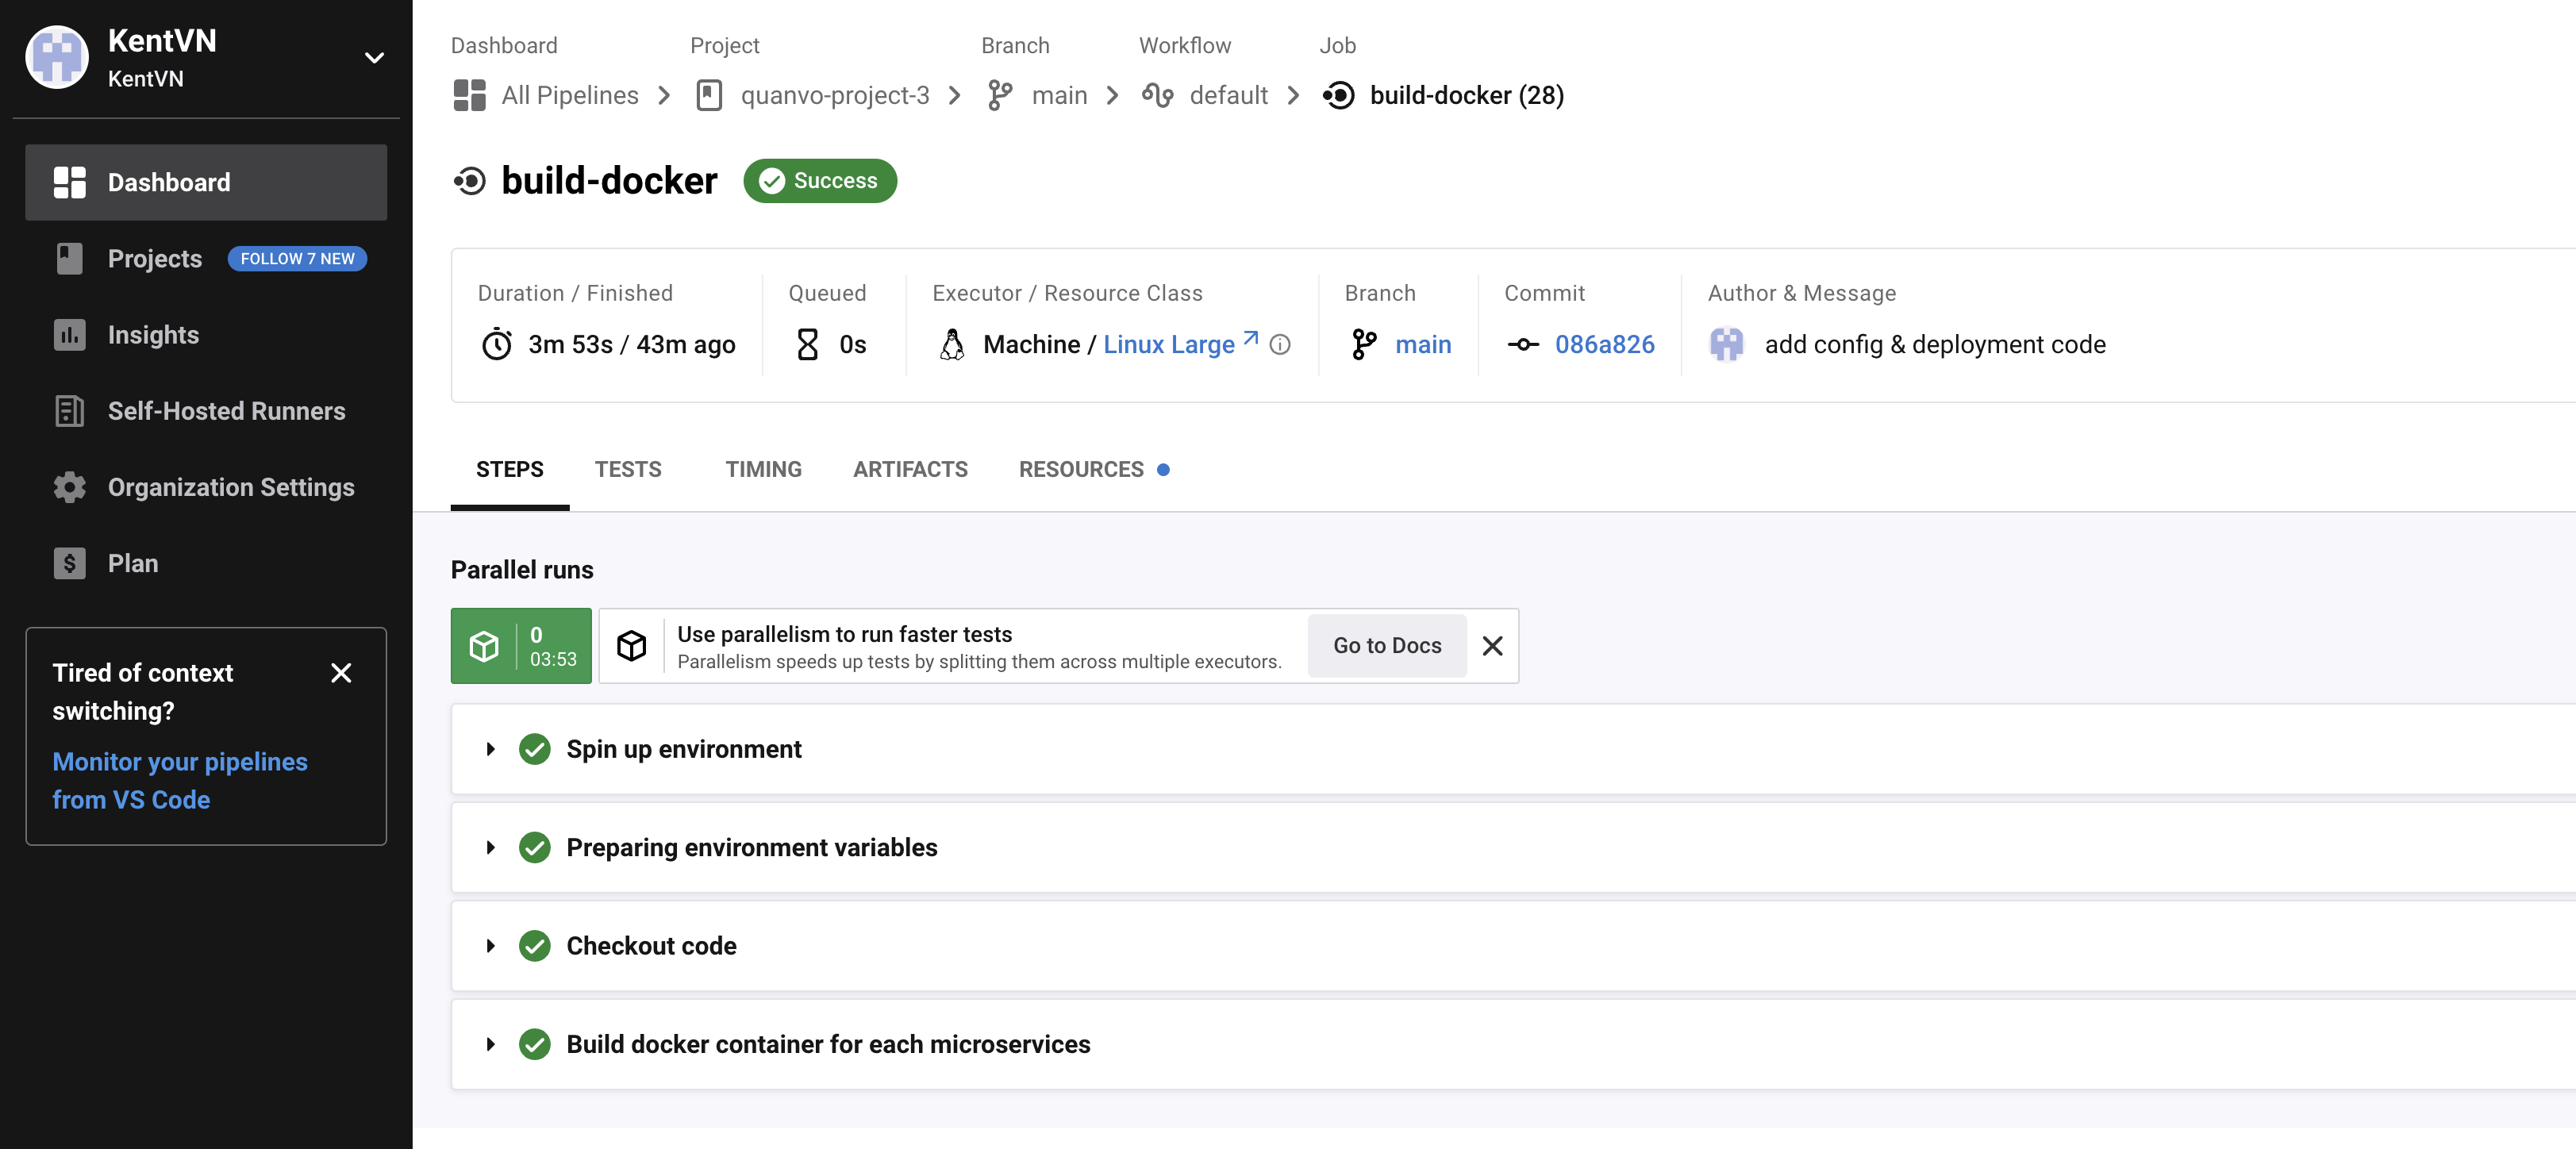 KentVN
KentVN
Dashboard
Projects FOLLOW 7 NEW
Insights
Self-Hosted Runners
Organization Settings
Plan
Tired of context
switching?
Monitor your pipelines
from VS Code
Dashboard Project Branch Workflow Job
All Pipelines quanvo-project-3 main default build-docker (28)
build-docker Success
Duration / Finished Queued Executor / Resource Class Branch Commit Author & Message
3m 53s / 43m ago 0s Machine / Linux Large main 086a826 add config & deployment code
STEPS TESTS TIMING ARTIFACTS RESOURCES
Parallel runs
0
03:53
Use parallelism to run faster tests
Parallelism speeds up tests by splitting them across multiple executors.
Go to Docs
Spin up environment
Preparing environment variables
Checkout code
Build docker container for each microservices